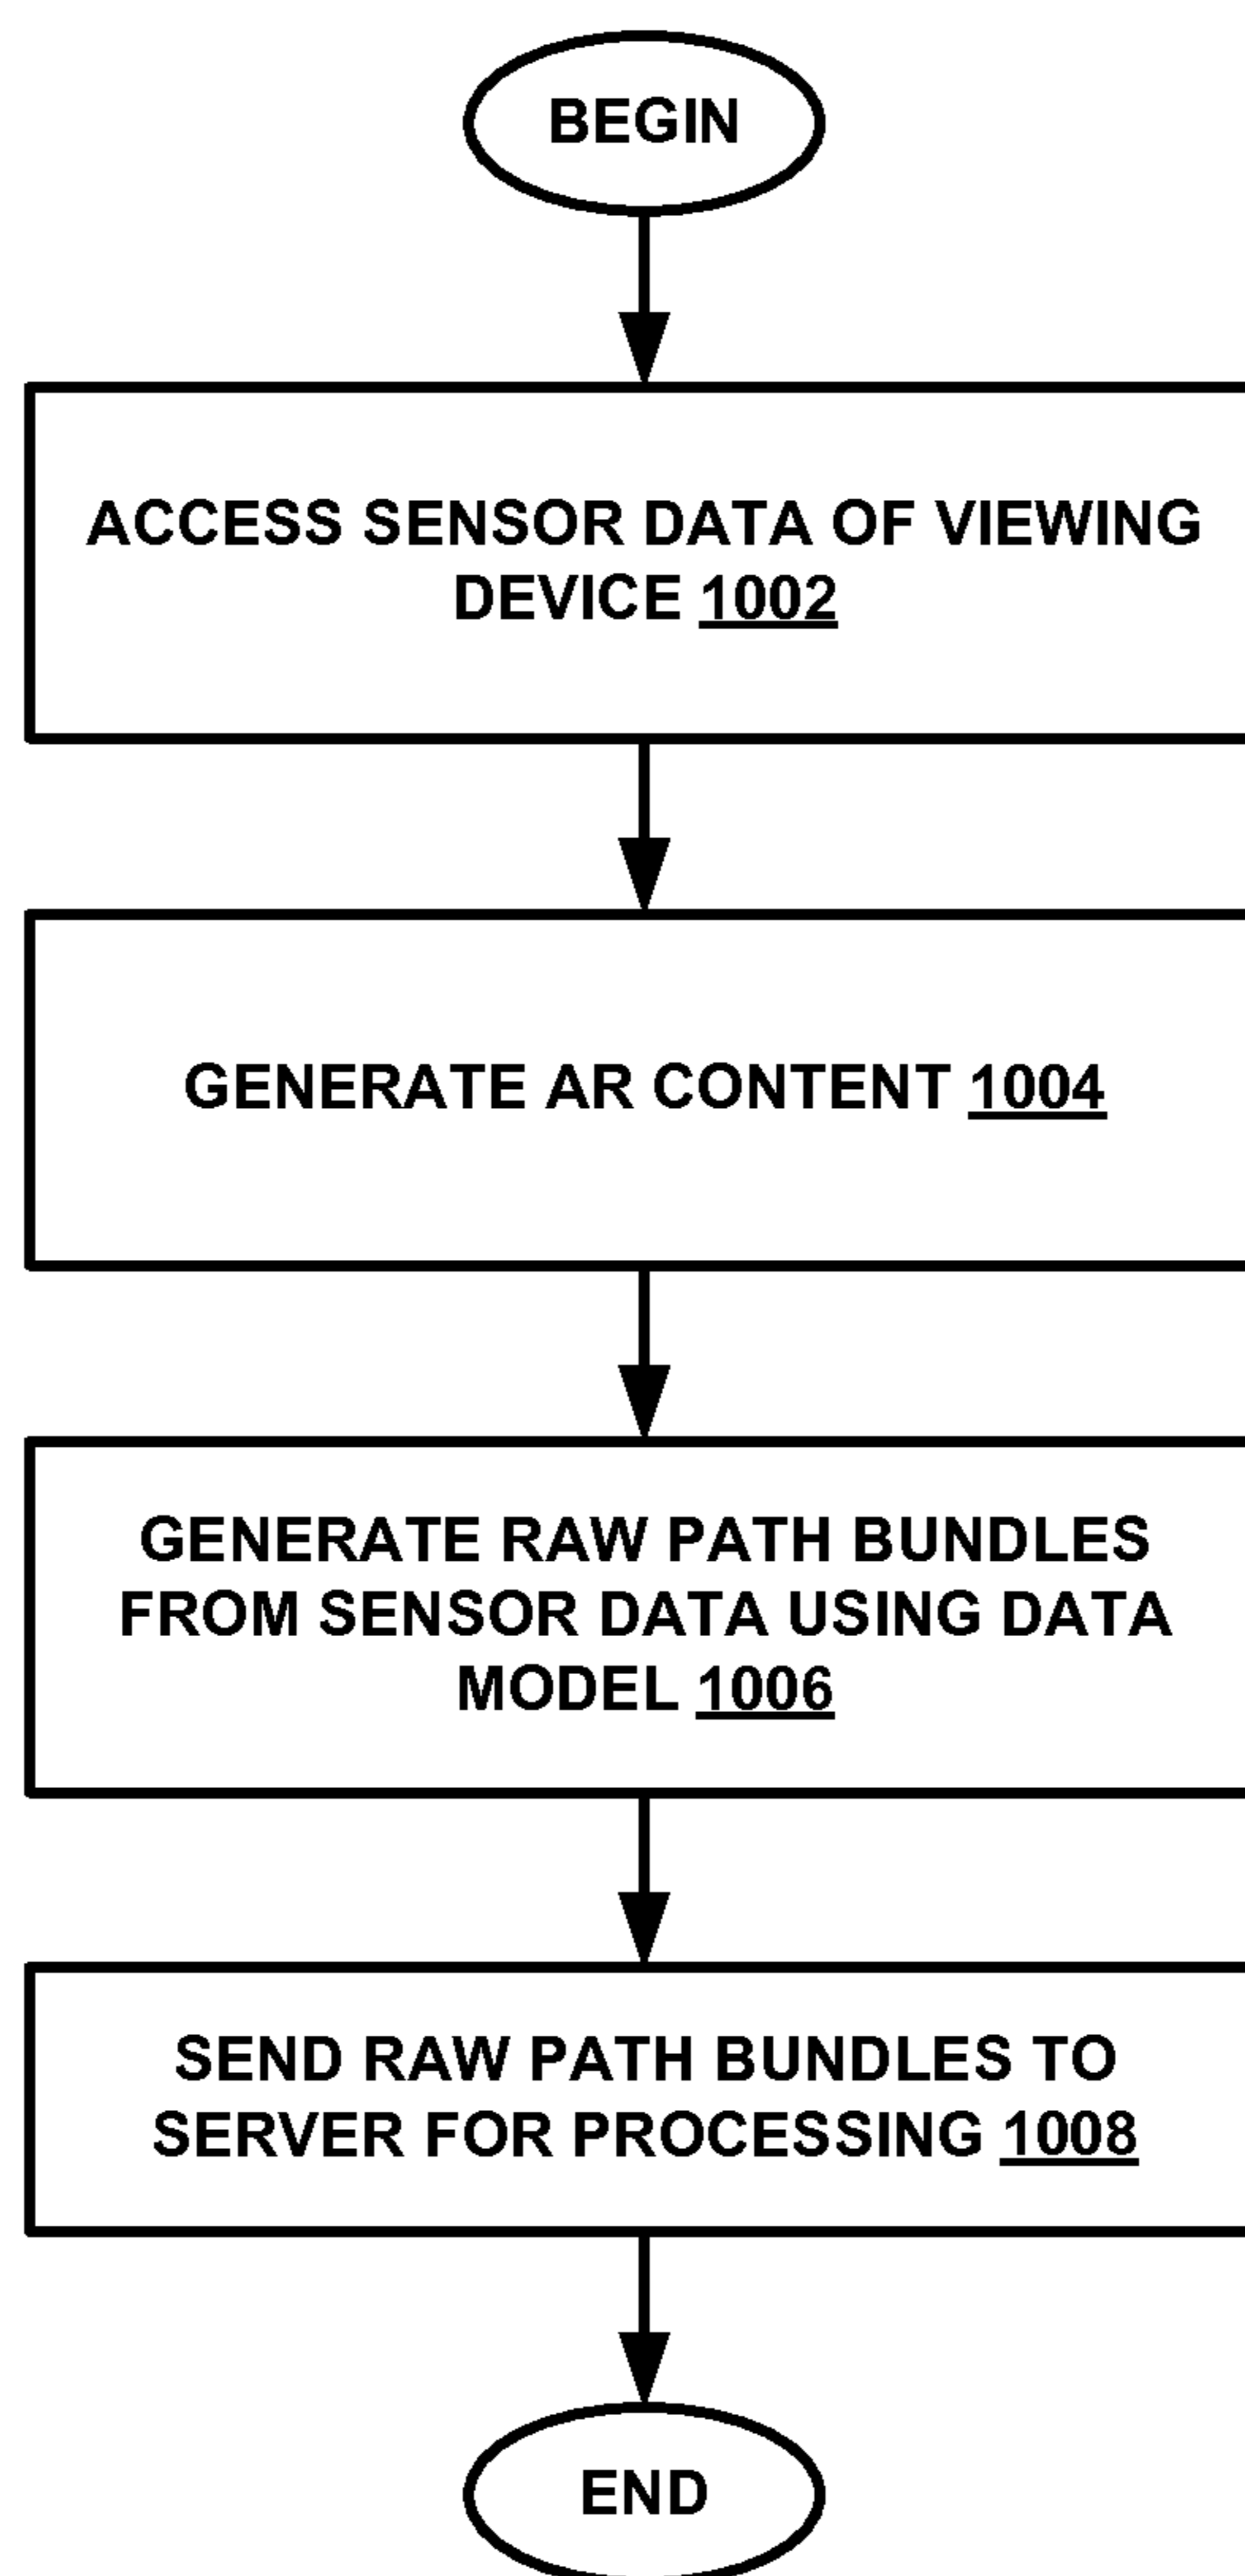 BEGIN
ACCESS SENSOR DATA OF VIEWING
DEVICE 1002
GENERATE AR CONTENT 1004
GENERATE RAW PATH BUNDLES
FROM SENSOR DATA USING DATA
MODEL 1006
SEND RAW PATH BUNDLES TO
SERVER FOR PROCESSING 1008
END